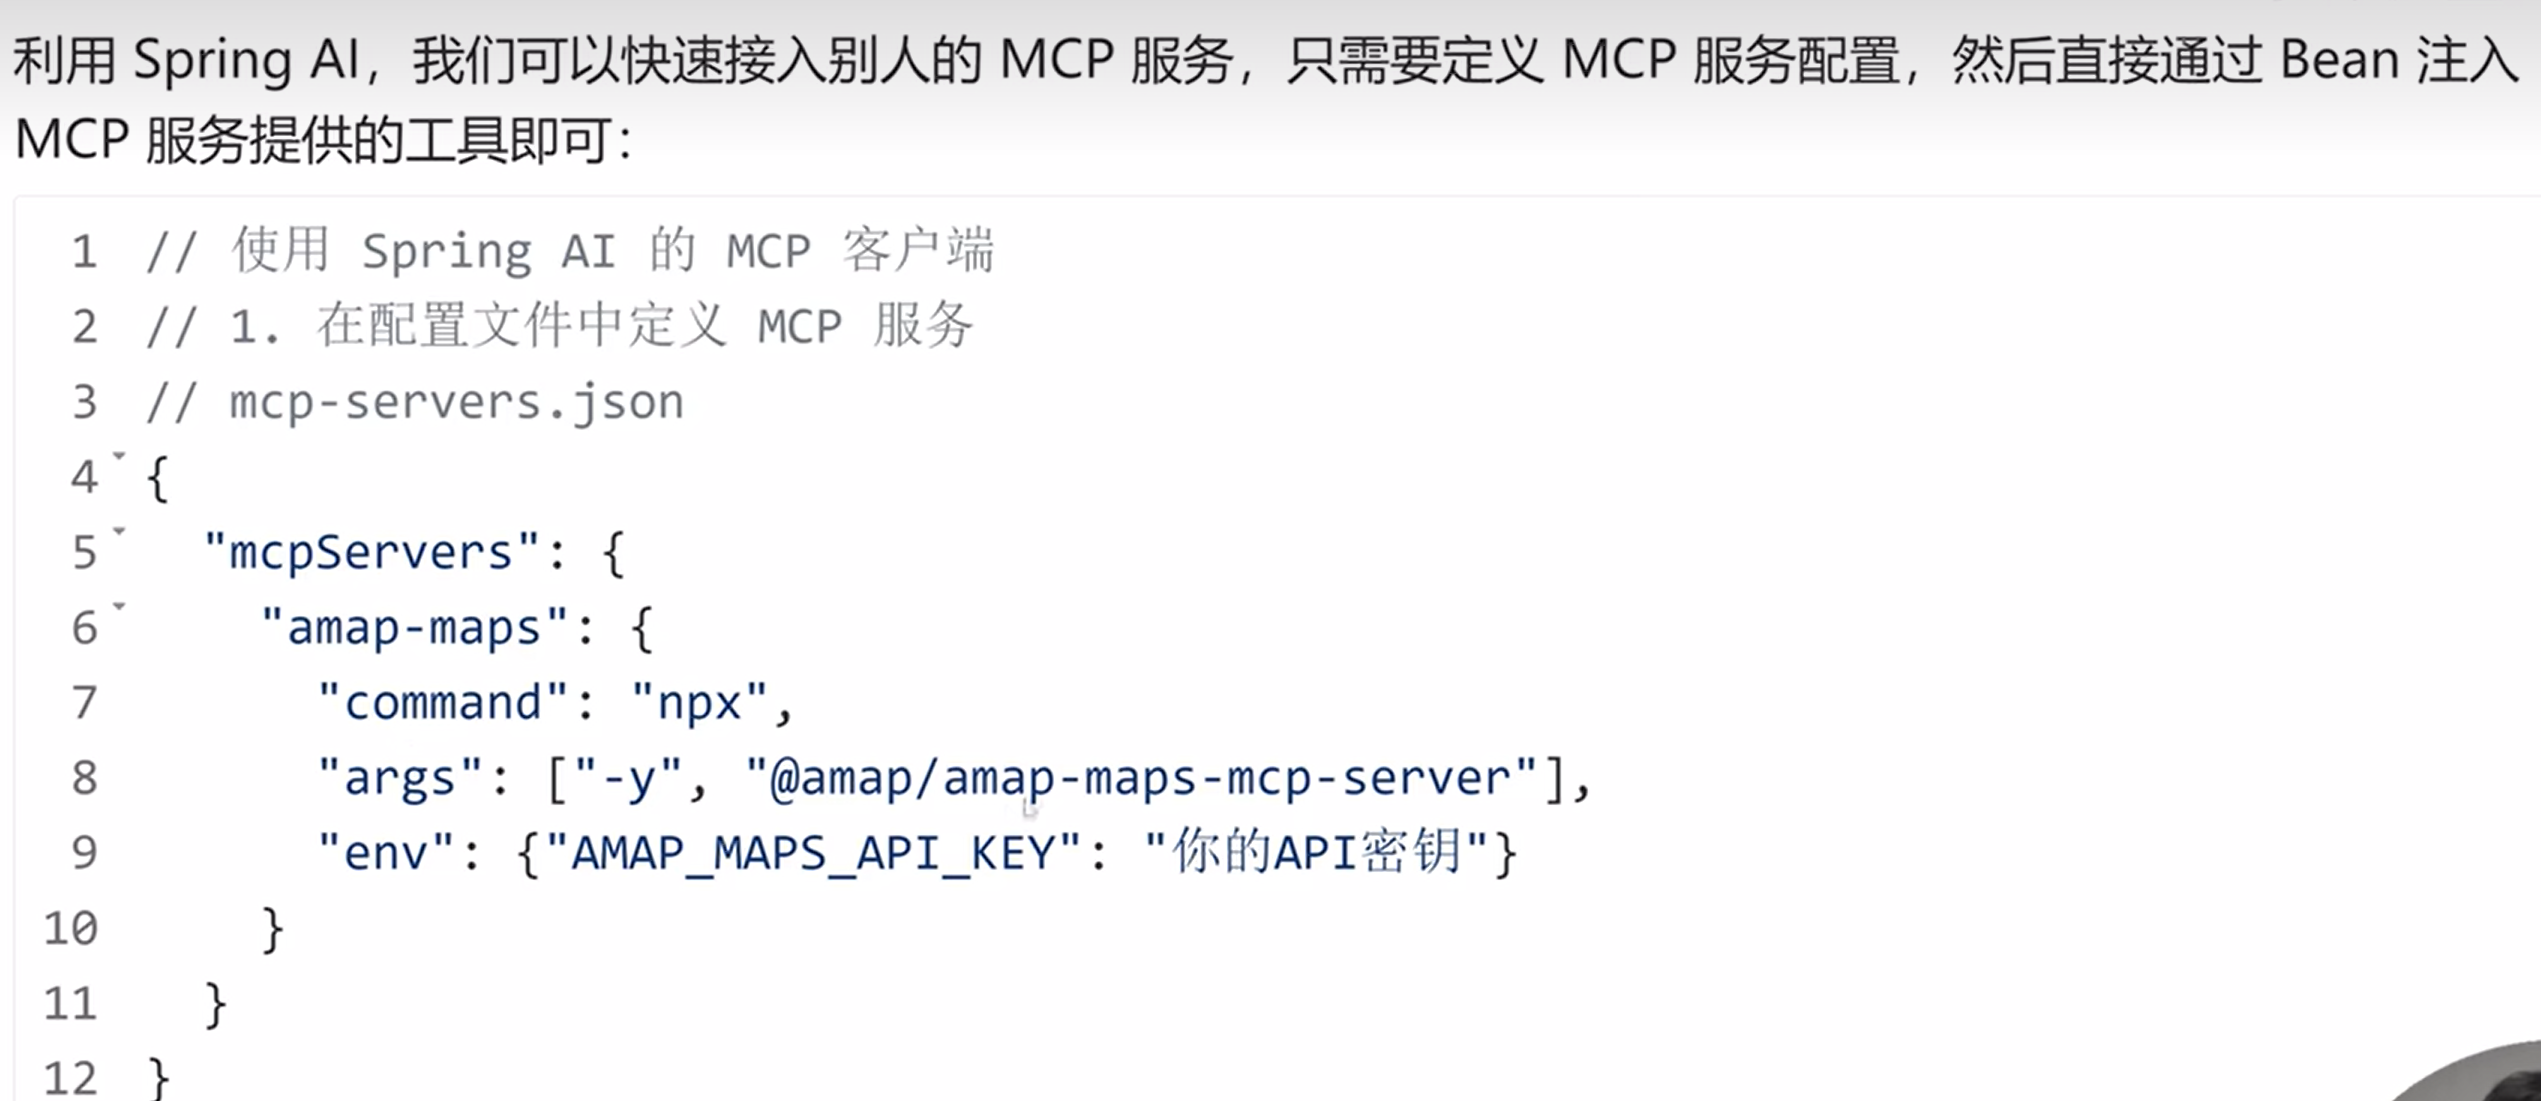 利用 Spring AI，我们可以快速接入别人的 MCP 服务，只需要定义 MCP 服务配置，然后直接通过 Bean 注入
MCP 服务提供的工具即可：
1 // 使用 Spring AI 的 MCP 客户端
2 // 1. 在配置文件中定义 MCP 服务
3 // mcp-servers.json
4 {
5   "mcpServers": {
6     "amap-maps": {
7       "command": "npx",
8       "args": ["-y", "@amap/amap-maps-mcp-server"],
9       "env": {"AMAP_MAPS_API_KEY": "你的API密钥"}
10     }
11   }
12 }